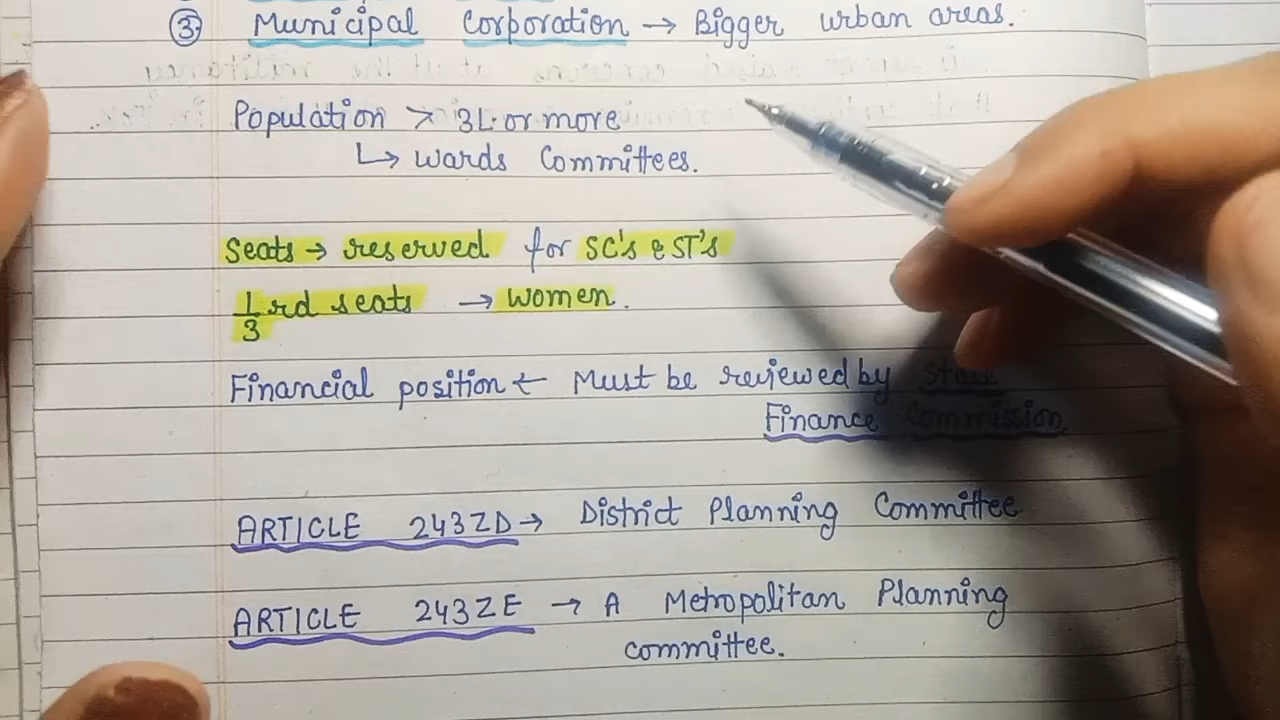 ③ Municipal Corporation → Bigger urban areas.
Population > 3L or more
↳ wards Committees.
Seats → reserved for SC's & ST's
1/3 rd seats → women.
Financial position ← Must be reviewed by State
Finance Commission
ARTICLE 243ZD → District Planning Committee
ARTICLE 243ZE → A Metropolitan Planning
committee.